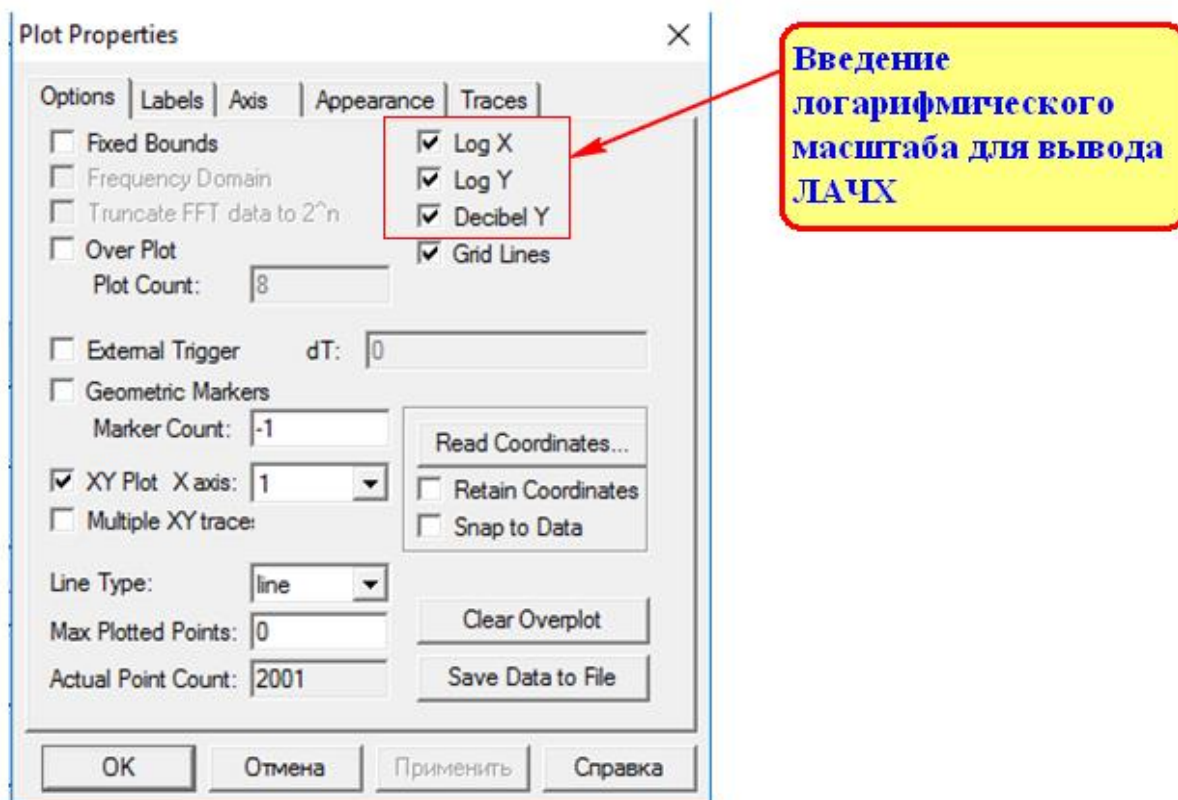 Plot Properties
Options Labels Axis Appearance Traces
Fixed Bounds
Frequency Domain
Truncate FFT data to 2^n
Over Plot
Plot Count: 8
Log X
Log Y
Decibel Y
Grid Lines
External Trigger dT: 0
Geometric Markers
Marker Count: -1
XY Plot X axis: 1
Multiple XY traces
Read Coordinates...
Retain Coordinates
Snap to Data
Line Type: line
Max Plotted Points: 0
Actual Point Count: 2001
Clear Overplot
Save Data to File
OK Отмена Применить Справка
Введение
логарифмического
масштаба для вывода
ЛАЧХ